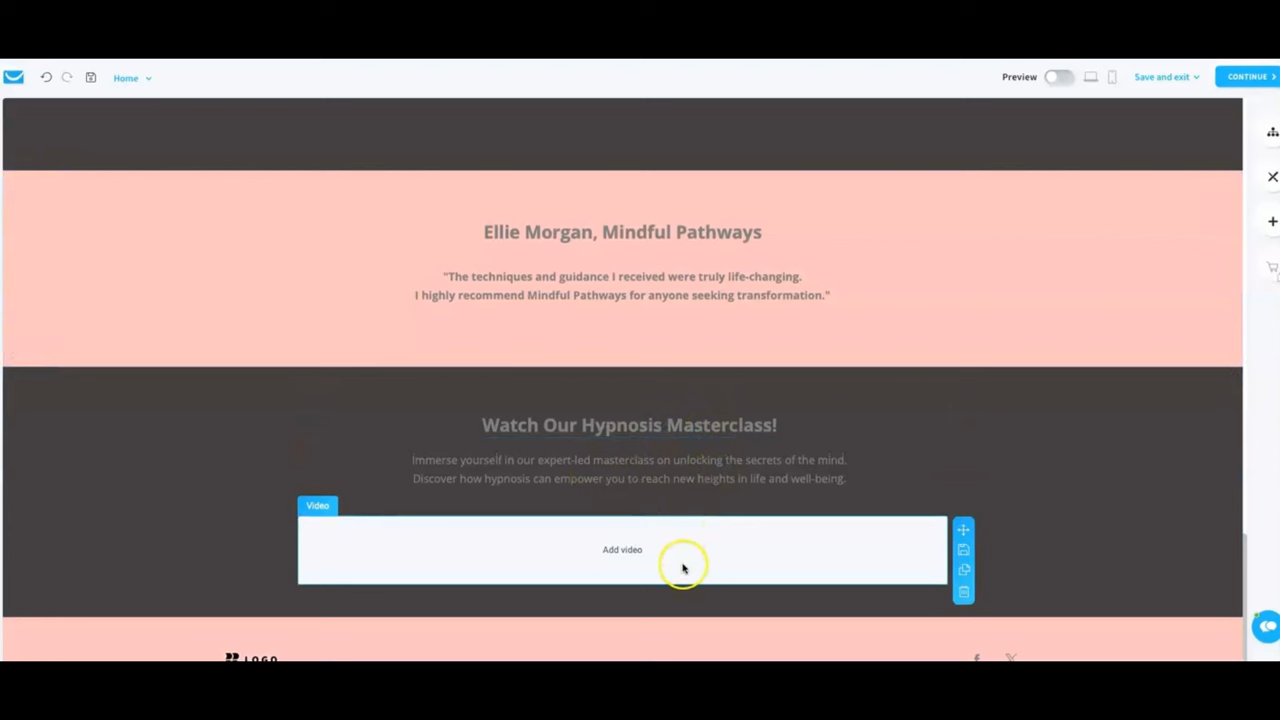 Home
Preview
Save and exit
CONTINUE
Ellie Morgan, Mindful Pathways
"The techniques and guidance I received were truly life-changing.
I highly recommend Mindful Pathways for anyone seeking transformation."
Watch Our Hypnosis Masterclass!
Immerse yourself in our expert-led masterclass on unlocking the secrets of the mind.
Discover how hypnosis can empower you to reach new heights in life and well-being.
Video
Add video
LOGO